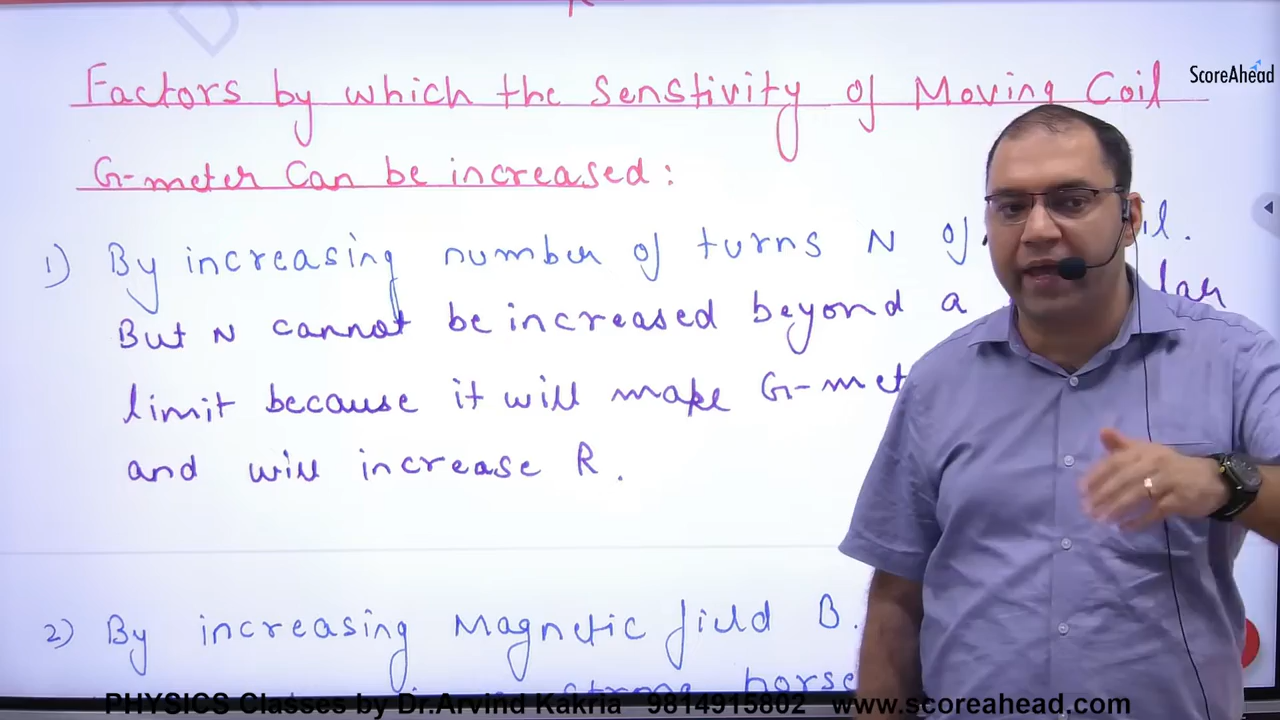 ScoreAhead
Factors by which the Senstivity of Moving Coil
G-meter Can be increased:
1) By increasing number of turns N of
But N cannot be increased beyond a
limit because it will make G-met
and will increase R.
2) By increasing Magnetic field B.
strong horse
PHYSICS Classes by Dr.Arvind Kakria 9814915802 www.scoreahead.com